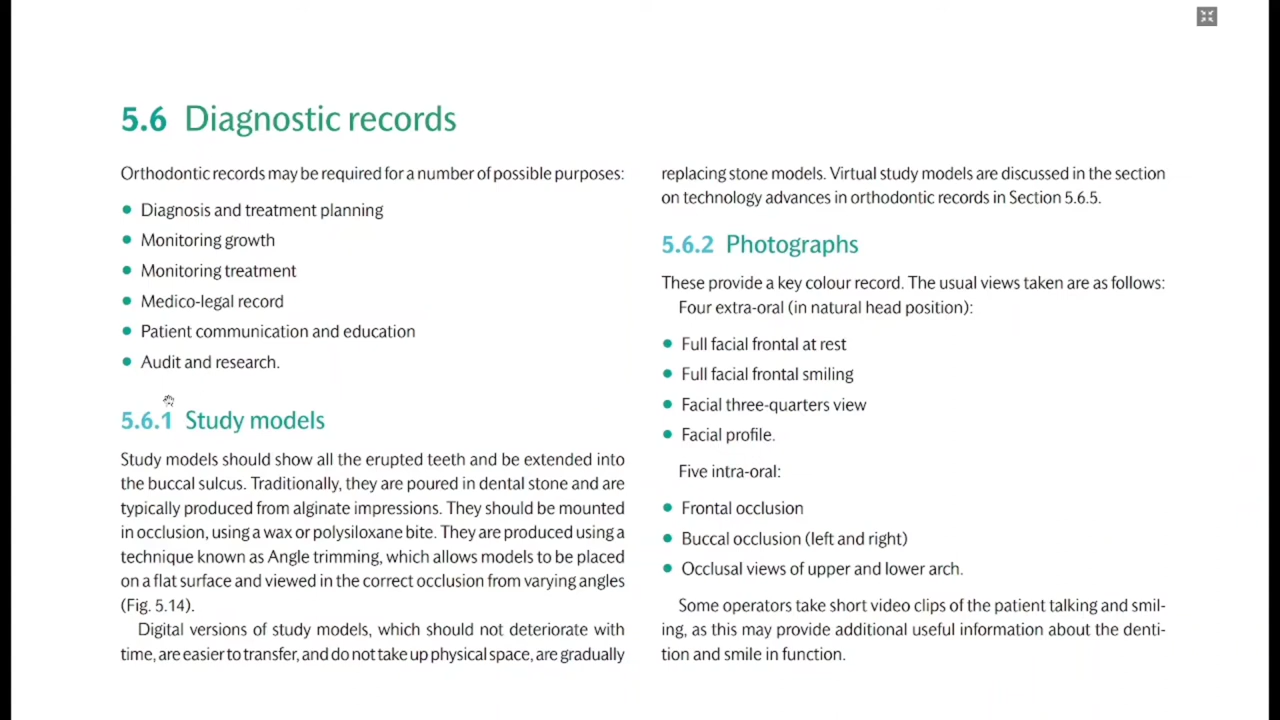 5.6 Diagnostic records
Orthodontic records may be required for a number of possible purposes:
• Diagnosis and treatment planning
• Monitoring growth
• Monitoring treatment
• Medico-legal record
• Patient communication and education
• Audit and research.
5.6.1 Study models
Study models should show all the erupted teeth and be extended into
the buccal sulcus. Traditionally, they are poured in dental stone and are
typically produced from alginate impressions. They should be mounted
in occlusion, using a wax or polysiloxane bite. They are produced using a
technique known as Angle trimming, which allows models to be placed
on a flat surface and viewed in the correct occlusion from varying angles
(Fig. 5.14).
Digital versions of study models, which should not deteriorate with
time, are easier to transfer, and do not take up physical space, are gradually
replacing stone models. Virtual study models are discussed in the section
on technology advances in orthodontic records in Section 5.6.5.
5.6.2 Photographs
These provide a key colour record. The usual views taken are as follows:
Four extra-oral (in natural head position):
• Full facial frontal at rest
• Full facial frontal smiling
• Facial three-quarters view
• Facial profile.
Five intra-oral:
• Frontal occlusion
• Buccal occlusion (left and right)
• Occlusal views of upper and lower arch.
Some operators take short video clips of the patient talking and smil-
ing, as this may provide additional useful information about the denti-
tion and smile in function.